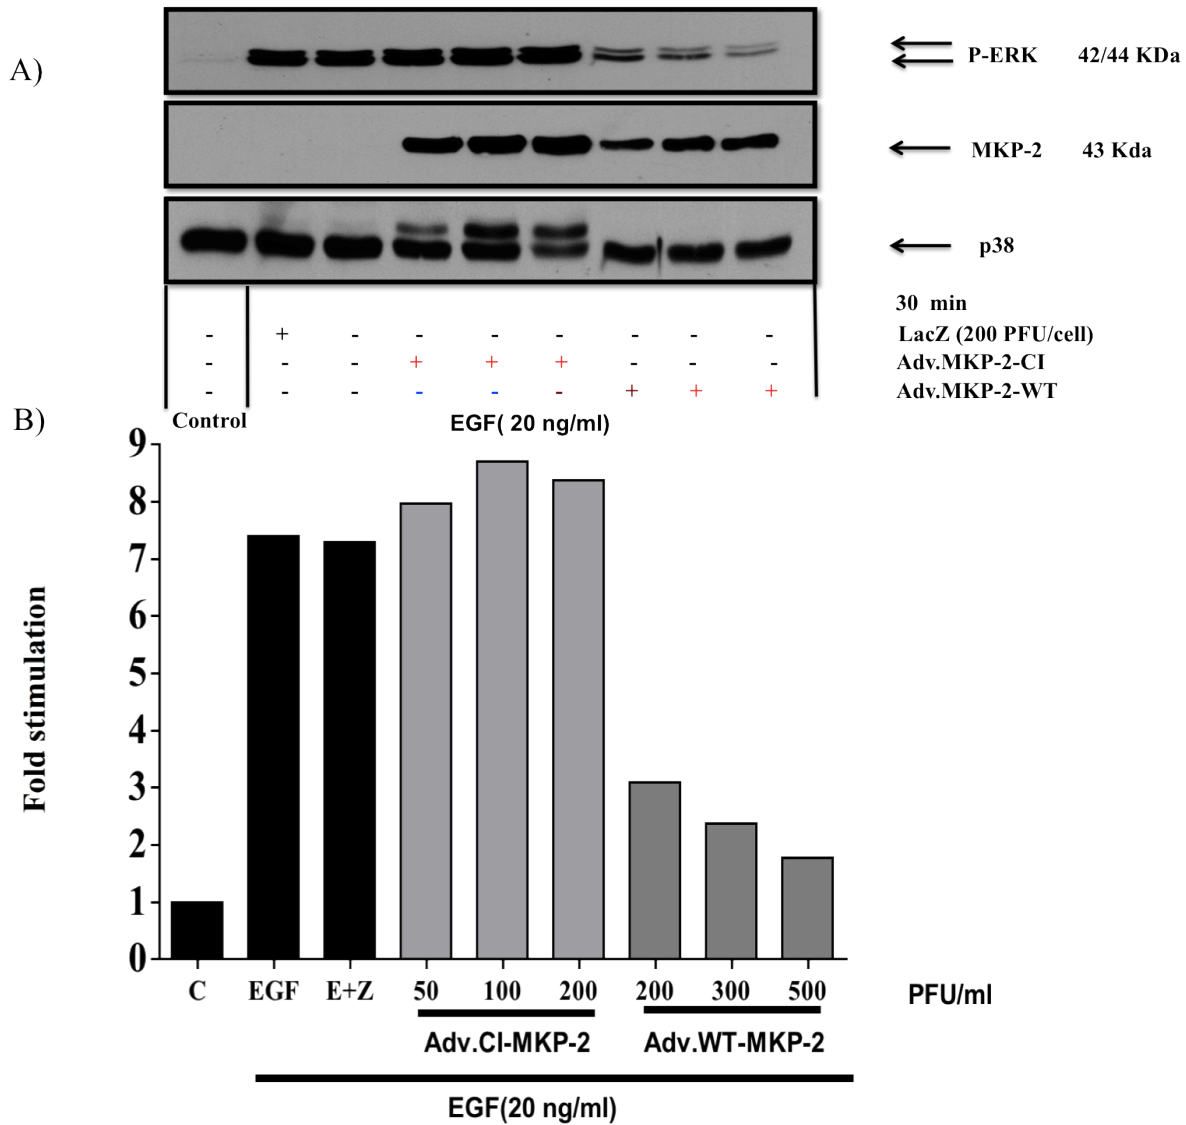 A)
P-ERK 42/44 KDa
MKP-2 43 Kda
p38
30 min
- + - - - - - - - LacZ (200 PFU/cell)
- - - + + + - - - Adv.MKP-2-CI
- - - - - - + + + Adv.MKP-2-WT
Control EGF( 20 ng/ml)
B)
Fold stimulation
9
8
7
6
5
4
3
2
1
0
C EGF E+Z 50 100 200 200 300 500 PFU/ml
Adv.CI-MKP-2 Adv.WT-MKP-2
EGF(20 ng/ml)